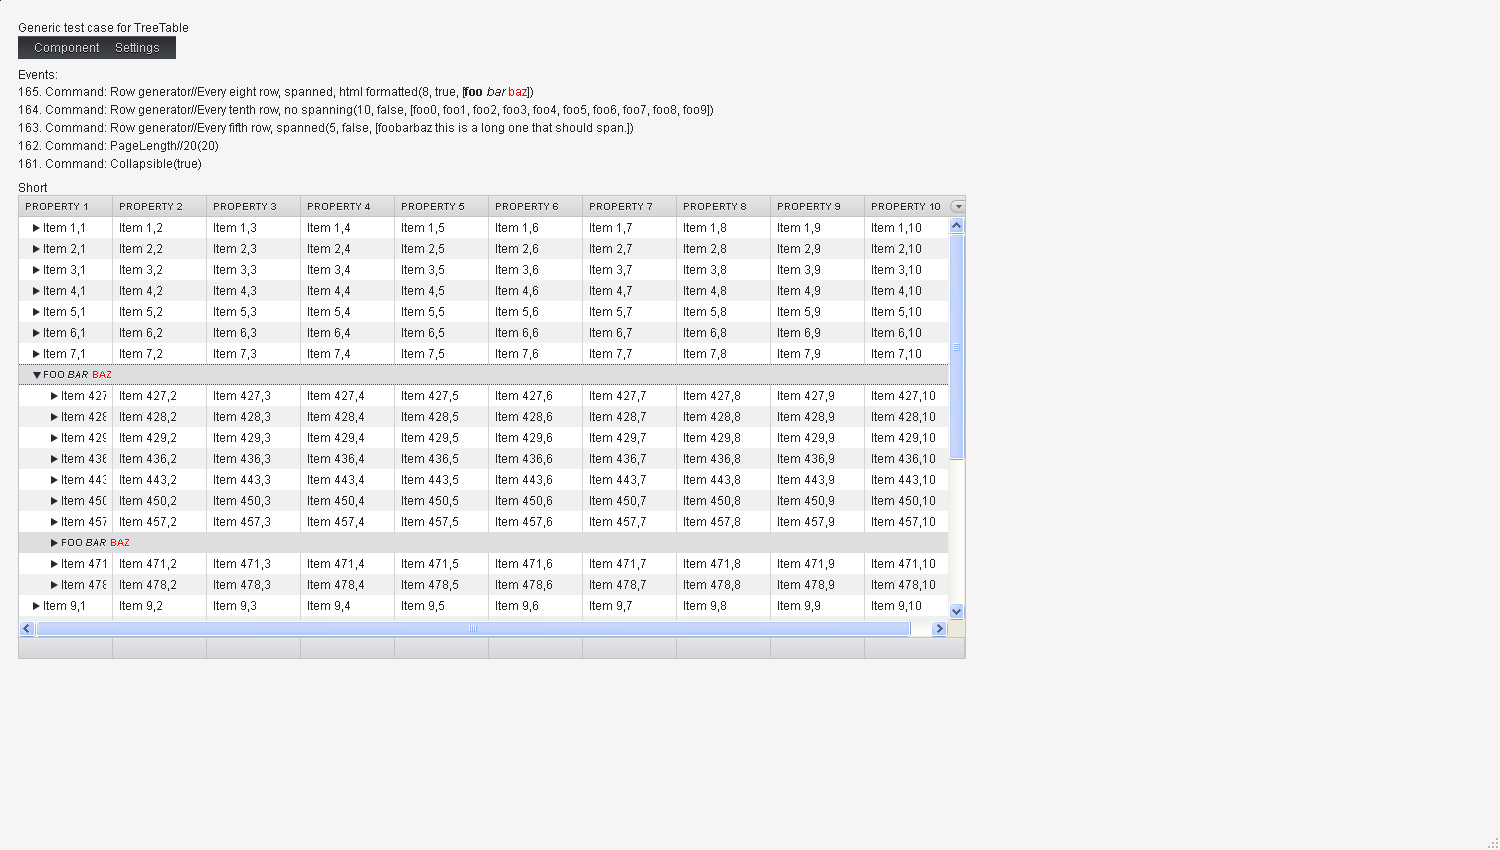 Generic test case for TreeTable
Component Settings
Events:
165. Command: Row generator//Every eight row, spanned, html formatted(8, true, [foo bar baz])
164. Command: Row generator//Every tenth row, no spanning(10, false, [foo0, foo1, foo2, foo3, foo4, foo5, foo6, foo7, foo8, foo9])
163. Command: Row generator//Every fifth row, spanned(5, false, [foobarbaz this is a long one that should span.])
162. Command: PageLength//20(20)
161. Command: Collapsible(true)
Short
PROPERTY 1 PROPERTY 2 PROPERTY 3 PROPERTY 4 PROPERTY 5 PROPERTY 6 PROPERTY 7 PROPERTY 8 PROPERTY 9 PROPERTY 10
Item 1,1 Item 1,2 Item 1,3 Item 1,4 Item 1,5 Item 1,6 Item 1,7 Item 1,8 Item 1,9 Item 1,10
Item 2,1 Item 2,2 Item 2,3 Item 2,4 Item 2,5 Item 2,6 Item 2,7 Item 2,8 Item 2,9 Item 2,10
Item 3,1 Item 3,2 Item 3,3 Item 3,4 Item 3,5 Item 3,6 Item 3,7 Item 3,8 Item 3,9 Item 3,10
Item 4,1 Item 4,2 Item 4,3 Item 4,4 Item 4,5 Item 4,6 Item 4,7 Item 4,8 Item 4,9 Item 4,10
Item 5,1 Item 5,2 Item 5,3 Item 5,4 Item 5,5 Item 5,6 Item 5,7 Item 5,8 Item 5,9 Item 5,10
Item 6,1 Item 6,2 Item 6,3 Item 6,4 Item 6,5 Item 6,6 Item 6,7 Item 6,8 Item 6,9 Item 6,10
Item 7,1 Item 7,2 Item 7,3 Item 7,4 Item 7,5 Item 7,6 Item 7,7 Item 7,8 Item 7,9 Item 7,10
FOO BAR BAZ
Item 427 Item 427,2 Item 427,3 Item 427,4 Item 427,5 Item 427,6 Item 427,7 Item 427,8 Item 427,9 Item 427,10
Item 428 Item 428,2 Item 428,3 Item 428,4 Item 428,5 Item 428,6 Item 428,7 Item 428,8 Item 428,9 Item 428,10
Item 429 Item 429,2 Item 429,3 Item 429,4 Item 429,5 Item 429,6 Item 429,7 Item 429,8 Item 429,9 Item 429,10
Item 436 Item 436,2 Item 436,3 Item 436,4 Item 436,5 Item 436,6 Item 436,7 Item 436,8 Item 436,9 Item 436,10
Item 443 Item 443,2 Item 443,3 Item 443,4 Item 443,5 Item 443,6 Item 443,7 Item 443,8 Item 443,9 Item 443,10
Item 450 Item 450,2 Item 450,3 Item 450,4 Item 450,5 Item 450,6 Item 450,7 Item 450,8 Item 450,9 Item 450,10
Item 457 Item 457,2 Item 457,3 Item 457,4 Item 457,5 Item 457,6 Item 457,7 Item 457,8 Item 457,9 Item 457,10
FOO BAR BAZ
Item 471 Item 471,2 Item 471,3 Item 471,4 Item 471,5 Item 471,6 Item 471,7 Item 471,8 Item 471,9 Item 471,10
Item 478 Item 478,2 Item 478,3 Item 478,4 Item 478,5 Item 478,6 Item 478,7 Item 478,8 Item 478,9 Item 478,10
Item 9,1 Item 9,2 Item 9,3 Item 9,4 Item 9,5 Item 9,6 Item 9,7 Item 9,8 Item 9,9 Item 9,10